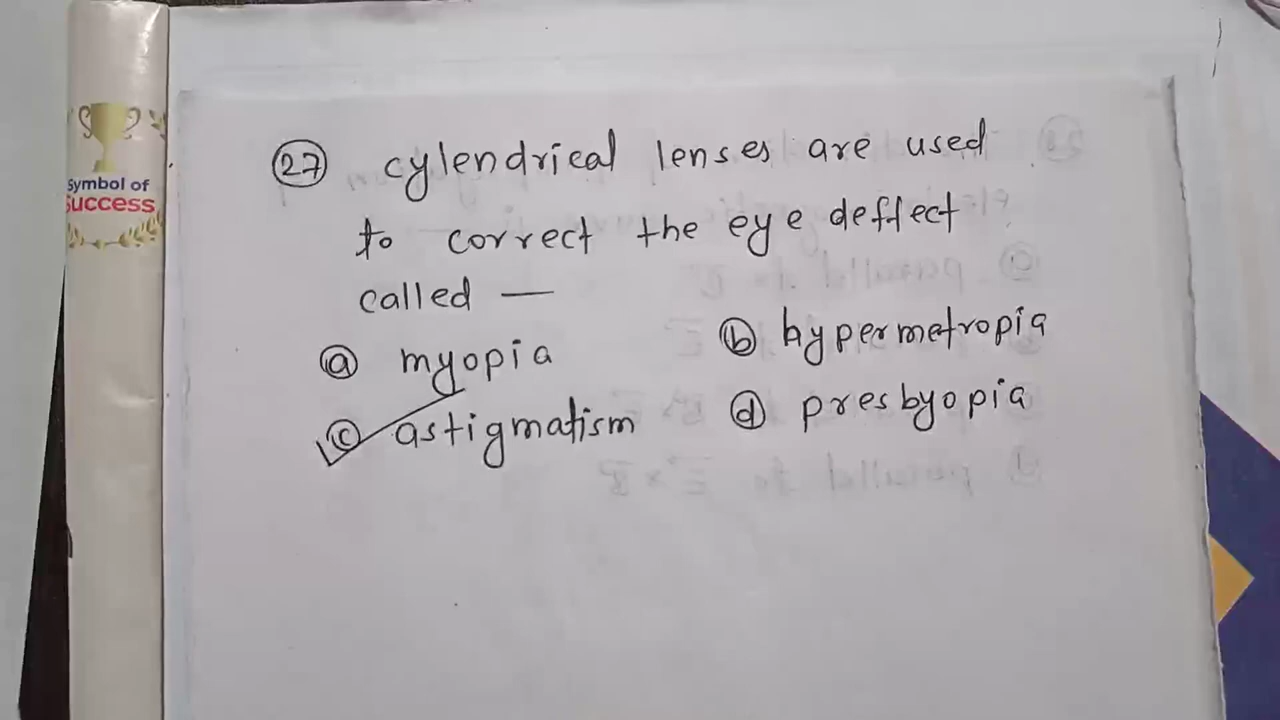 Symbol of
Success
27 cylendrical lenses are used
to correct the eye deffect
called —
a myopia
b hypermetropia
c astigmatism
d presbyopia